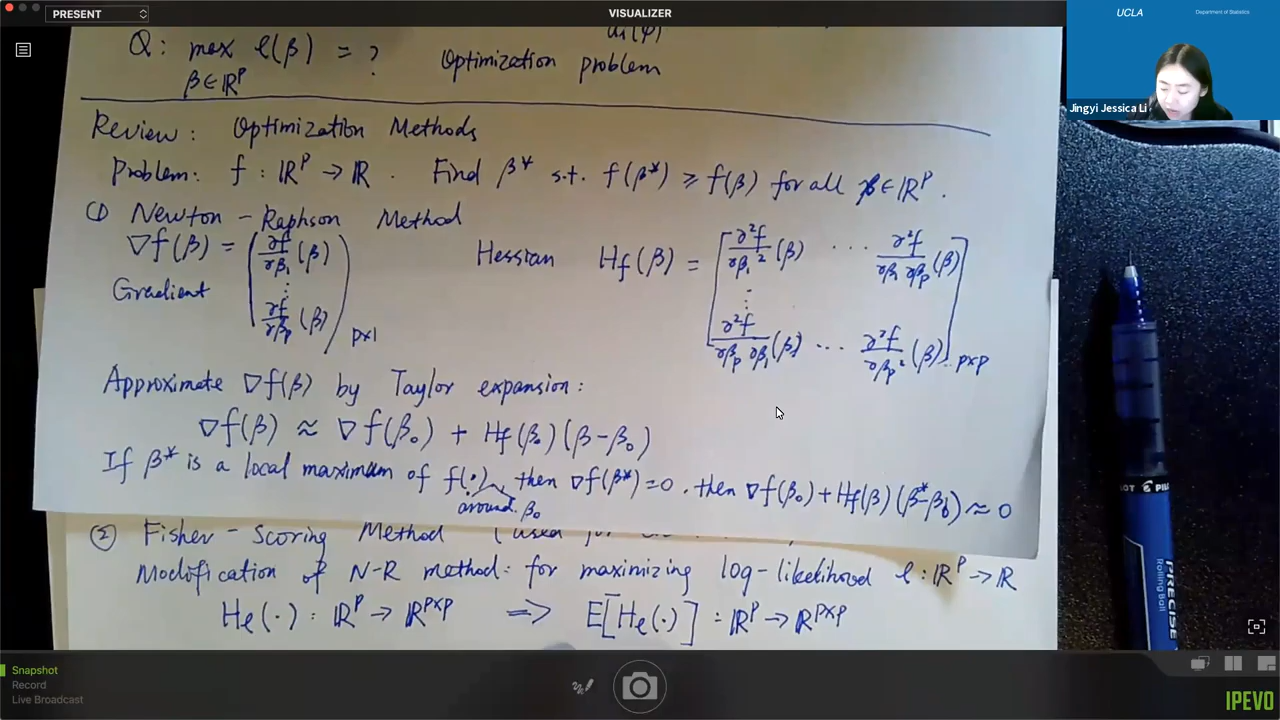 PRESENT
VISUALIZER
UCLA
Department of Statistics
Jingyi Jessica Li
Q: max ℓ(β) = ? Optimization problem
β∈ℝᵖ
Review: Optimization Methods
Problem: f : ℝᵖ → ℝ. Find β* s.t. f(β*) ≥ f(β) for all β∈ℝᵖ.
① Newton - Raphson Method
∇f(β) = (∂f/∂β₁ (β) ⋮ ∂f/∂βₚ (β)) p×1
Gradient
Hessian Hf(β) = [∂²f/∂β₁² (β) ... ∂²f/∂β₁∂βₚ (β) ⋮ ∂²f/∂βₚ∂β₁ (β) ... ∂²f/∂βₚ² (β)] p×p
Approximate ∇f(β) by Taylor expansion:
∇f(β) ≈ ∇f(β₀) + Hf(β₀)(β-β₀)
If β* is a local maximum of f(·) around β₀, then ∇f(β*)=0, then ∇f(β₀)+Hf(β)(β*-β₀) ≈ 0
② Fisher - Scoring Method
Modification of N-R method: for maximizing log-likelihood ℓ: ℝᵖ → ℝ
Hℓ(·): ℝᵖ → ℝᵖˣᵖ ⇒ E[Hℓ(·)]: ℝᵖ → ℝᵖˣᵖ
PRECISE
Rolling Ball
Snapshot
Record
Live Broadcast
IPEVO